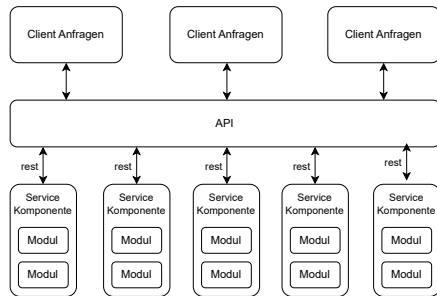 Client Anfragen
Client Anfragen
Client Anfragen
API
rest
rest
rest
rest
rest
Service
Komponente
Modul
Modul
Service
Komponente
Modul
Modul
Service
Komponente
Modul
Modul
Service
Komponente
Modul
Modul
Service
Komponente
Modul
Modul